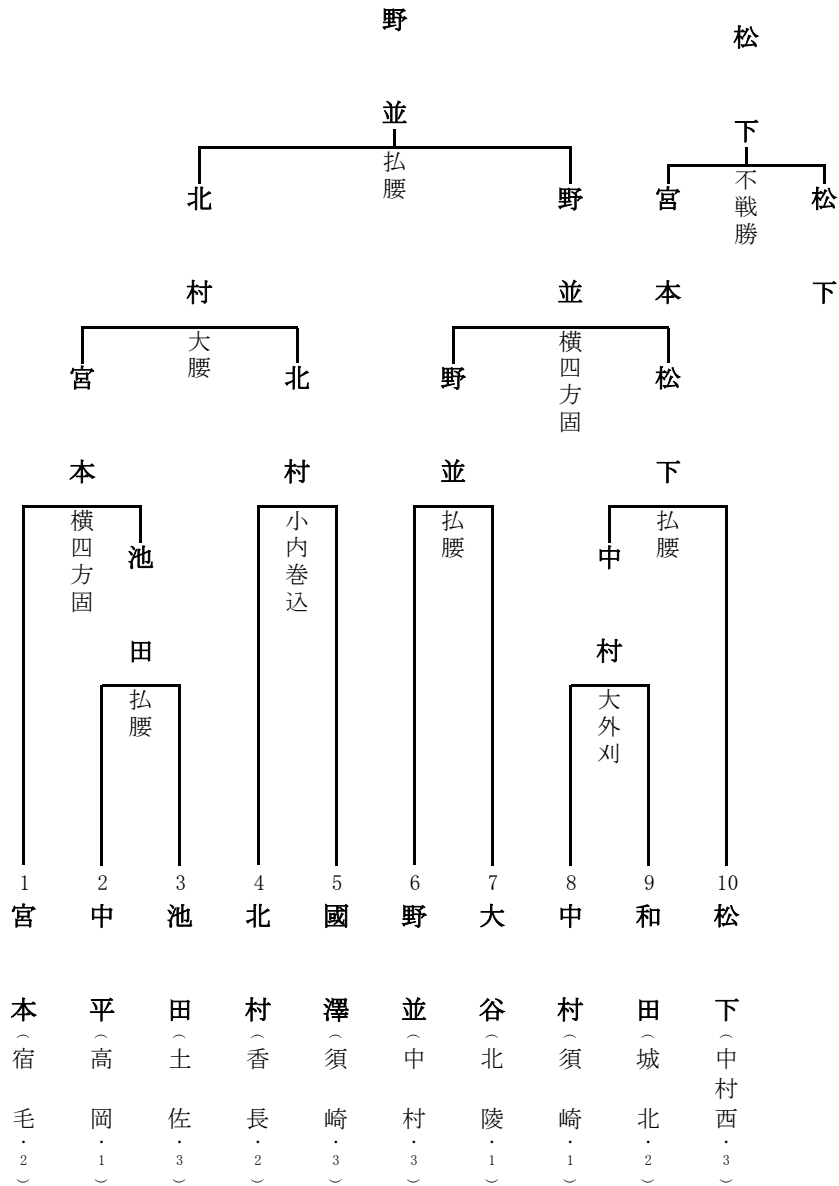 野並
松下
払腰
不戦勝
北村
野並
宮本
松下
大腰
横四方固
宮本
北村
野並
松下
横四方固
小内巻込
払腰
払腰
池田
中村
払腰
大外刈
1 宮本（宿毛・2）
2 中平（高岡・1）
3 池田（土佐・3）
4 北村（香長・2）
5 國澤（須崎・3）
6 野並（中村・3）
7 大谷（北陵・1）
8 中村（須崎・1）
9 和田（城北・2）
10 松下（中村西・3）